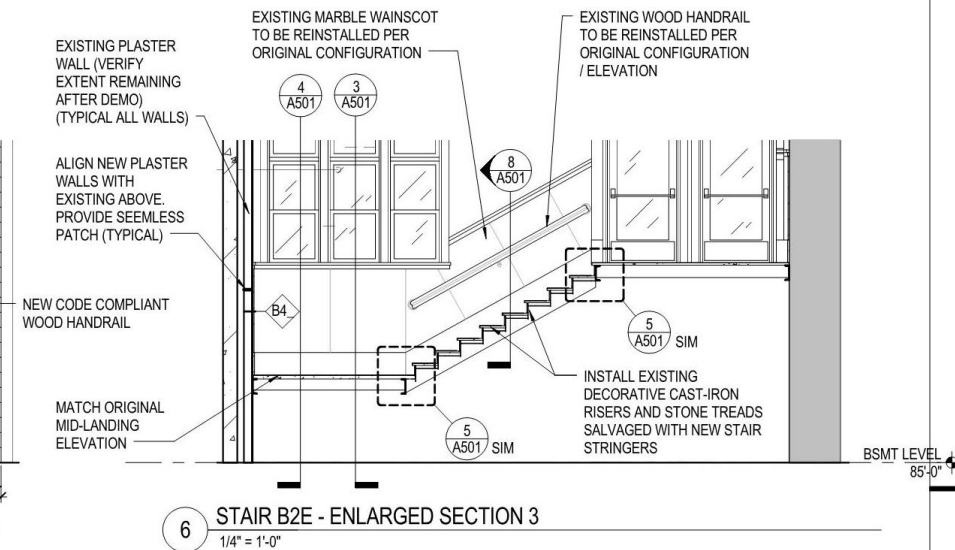 EXISTING PLASTER
WALL (VERIFY
EXTENT REMAINING
AFTER DEMO)
(TYPICAL ALL WALLS)
ALIGN NEW PLASTER
WALLS WITH
EXISTING ABOVE.
PROVIDE SEEMLESS
PATCH (TYPICAL)
NEW CODE COMPLIANT
WOOD HANDRAIL
MATCH ORIGINAL
MID-LANDING
ELEVATION
EXISTING MARBLE WAINSCOT
TO BE REINSTALLED PER
ORIGINAL CONFIGURATION
EXISTING WOOD HANDRAIL
TO BE REINSTALLED PER
ORIGINAL CONFIGURATION
/ ELEVATION
4
A501
3
A501
8
A501
B4
5
A501 SIM
5
A501 SIM
INSTALL EXISTING
DECORATIVE CAST-IRON
RISERS AND STONE TREADS
SALVAGED WITH NEW STAIR
STRINGERS
BSMT LEVEL
85'-0"
6
STAIR B2E - ENLARGED SECTION 3
1/4" = 1'-0"